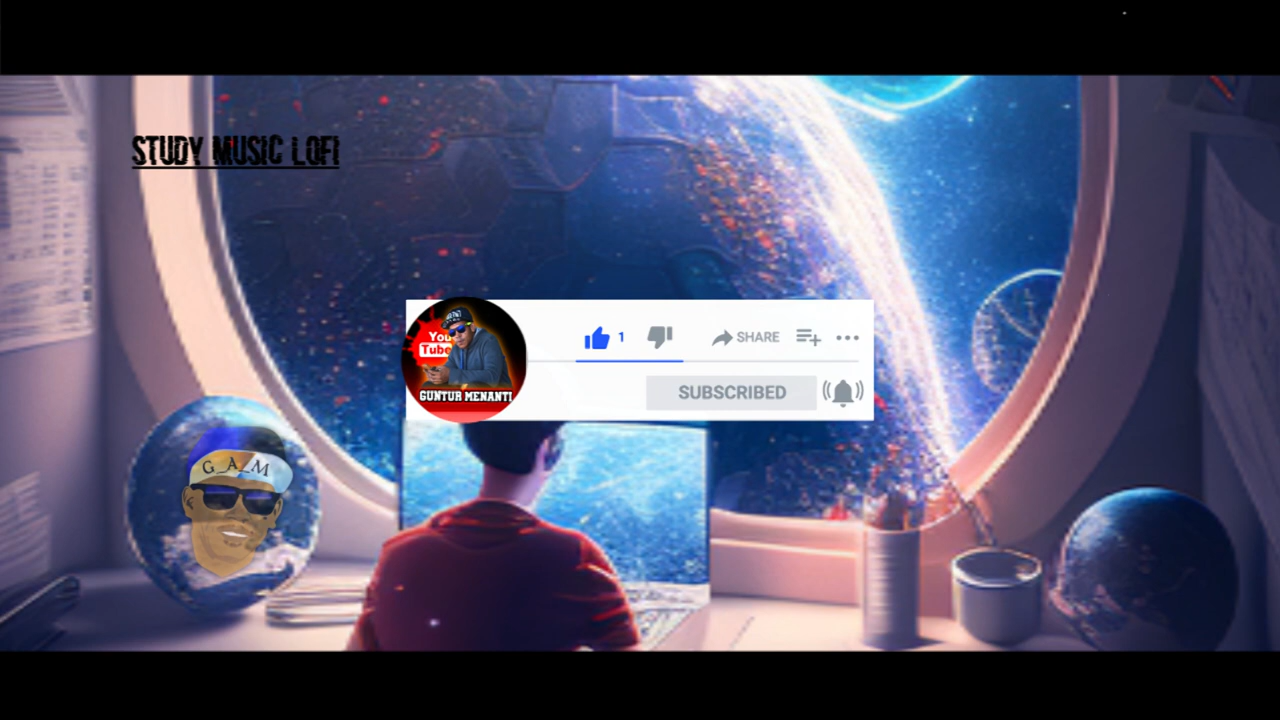 STUDY MUSIC LOFI
You
Tube
GUNTUR MENANTI
1
SHARE
SUBSCRIBED
G_A_M